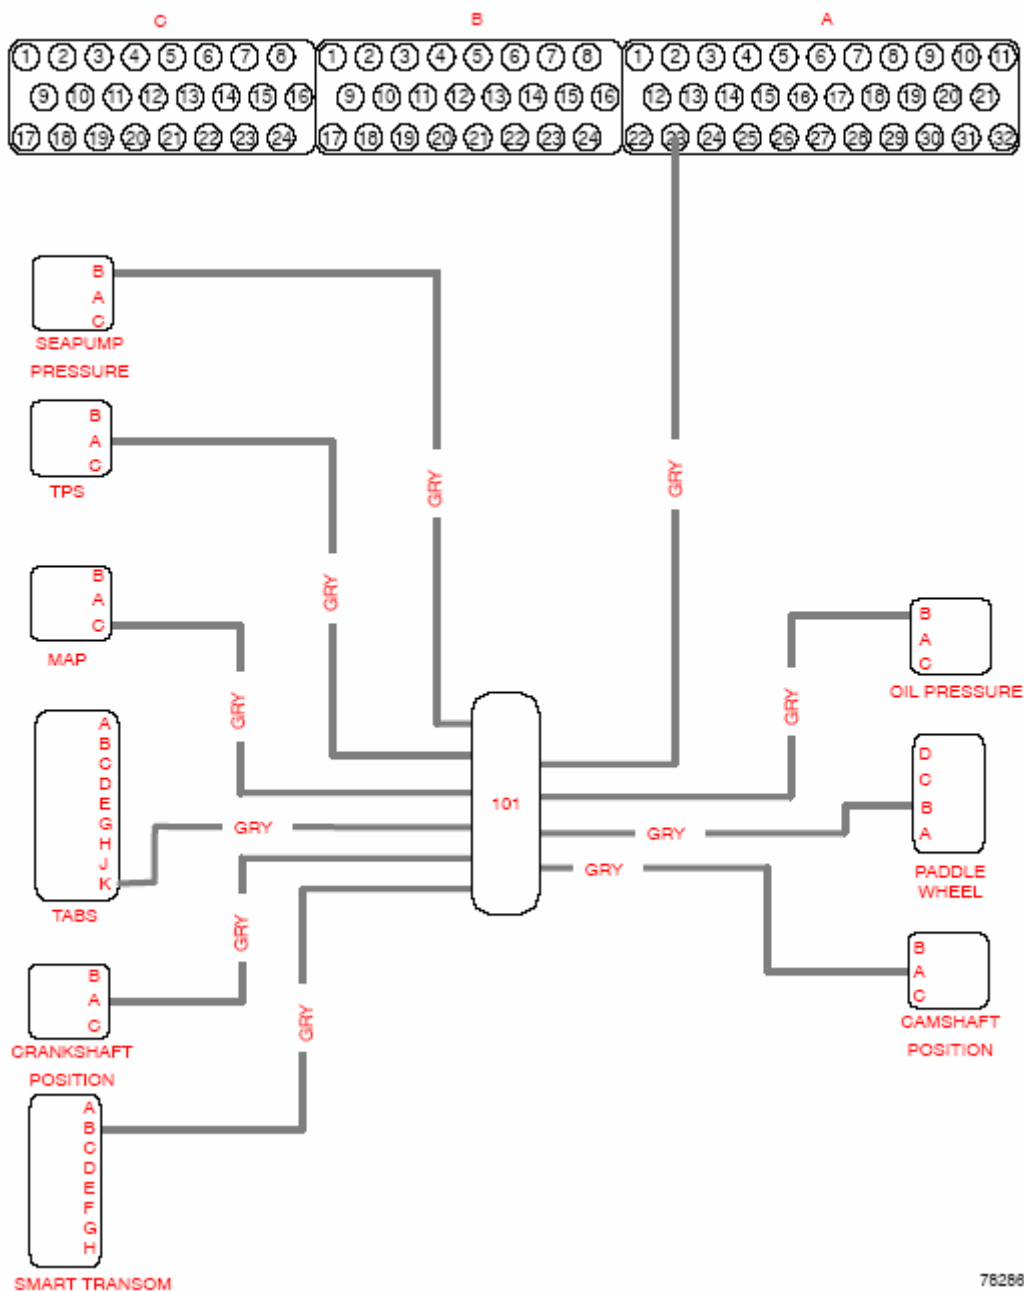 C B A
1 2 3 4 5 6 7 8 1 2 3 4 5 6 7 8 1 2 3 4 5 6 7 8 9 10 11
9 10 11 12 13 14 15 16 9 10 11 12 13 14 15 16 12 13 14 15 16 17 18 19 20 21
17 18 19 20 21 22 23 24 17 18 19 20 21 22 23 24 22 23 24 25 26 27 28 29 30 31 32
B
A
C
SEAPUMP
PRESSURE
B
A
C
TPS
GRY
GRY
GRY
B
A
C
MAP
GRY
GRY
B
A
C
OIL PRESSURE
A
B
C
D
E
G
H
J
K
TABS
GRY
101
GRY
GRY
D
C
B
A
PADDLE
WHEEL
GRY
B
A
C
CRANKSHAFT
POSITION
GRY
B
A
C
CAMSHAFT
POSITION
A
B
C
D
E
F
G
H
SMART TRANSOM
78286